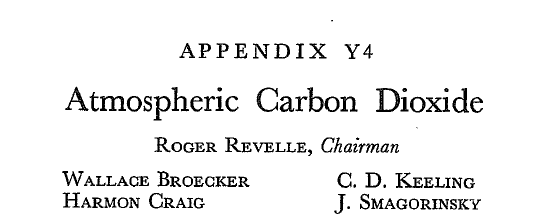 APPENDIX Y4
Atmospheric Carbon Dioxide
ROGER REVELLE, Chairman
WALLACE BROECKER C. D. KEELING
HARMON CRAIG J. SMAGORINSKY